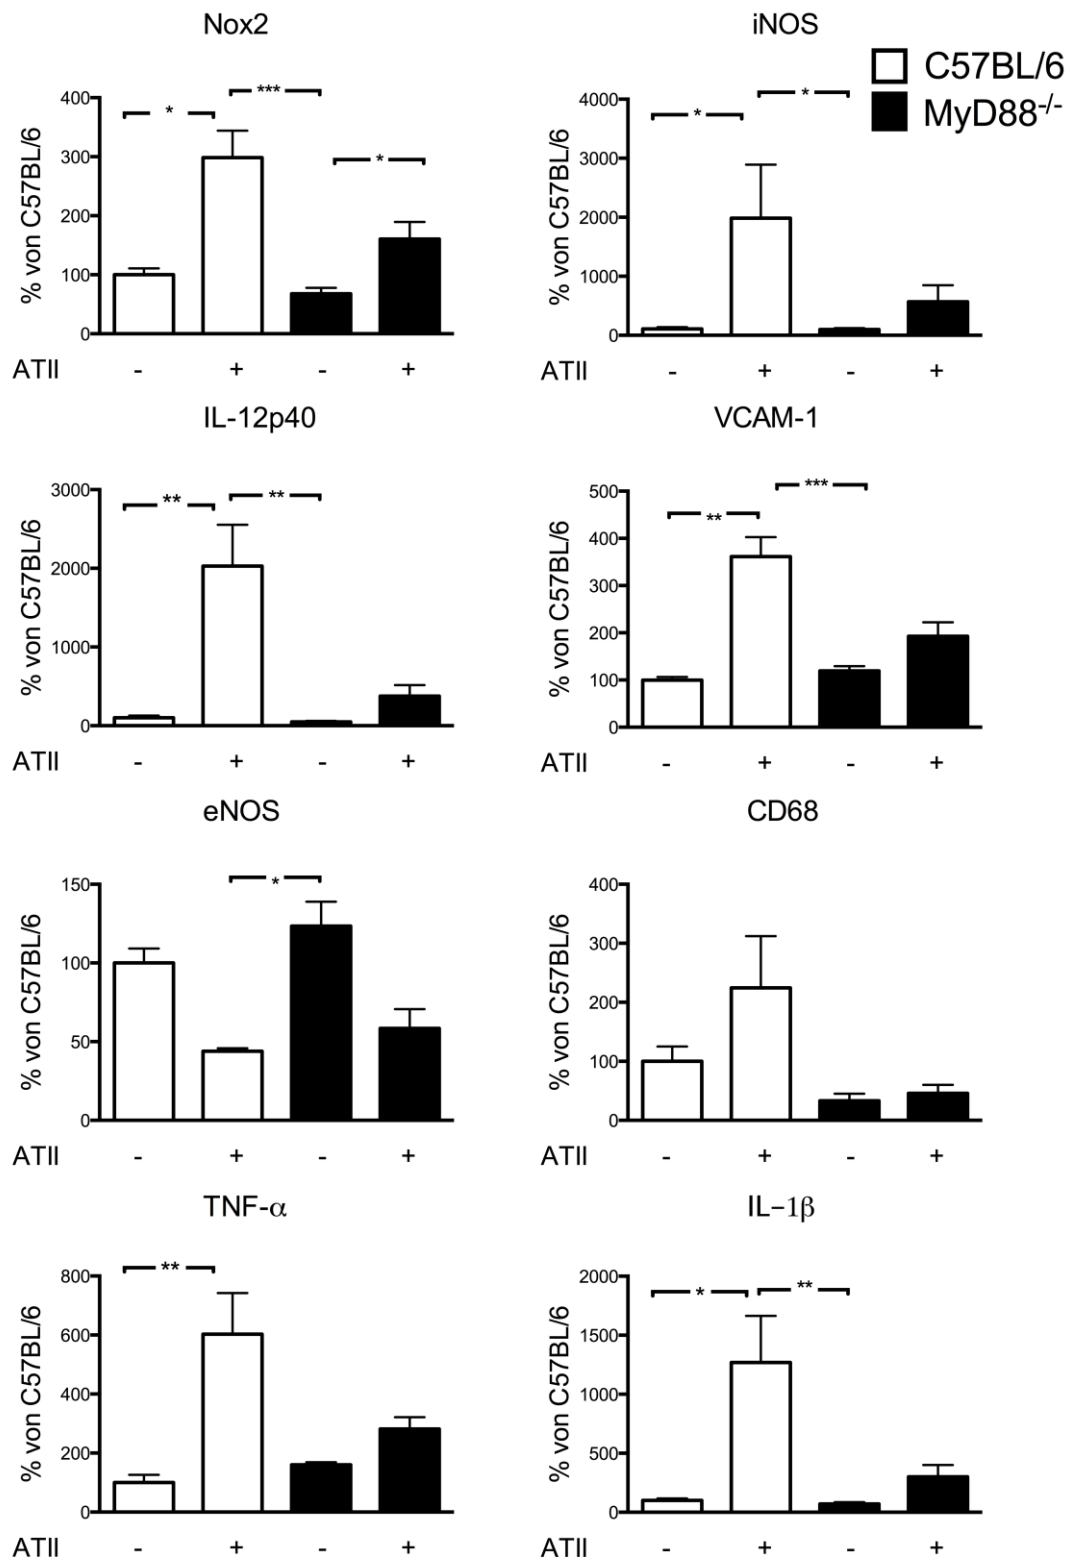 Nox2
iNOS
C57BL/6
MyD88-/-
% von C57BL/6
400
300
200
100
0
* *** *
ATII - + - +
% von C57BL/6
4000
3000
2000
1000
0
* *
ATII - + - +
IL-12p40
VCAM-1
% von C57BL/6
3000
2000
1000
0
** **
ATII - + - +
% von C57BL/6
500
400
300
200
100
0
** ***
ATII - + - +
eNOS
CD68
% von C57BL/6
150
100
50
0
*
ATII - + - +
% von C57BL/6
400
300
200
100
0
ATII - + - +
TNF-α
IL-1β
% von C57BL/6
800
600
400
200
0
**
ATII - + - +
% von C57BL/6
2000
1500
1000
500
0
* **
ATII - + - +